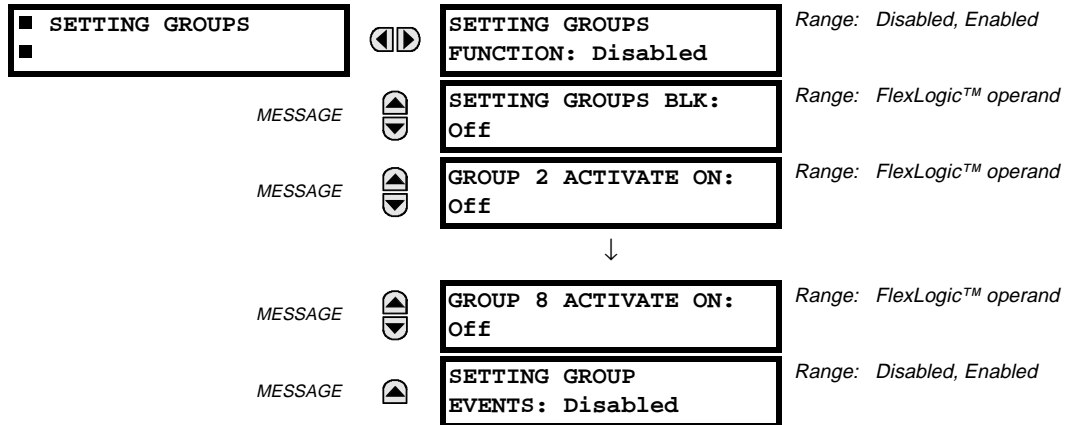 ■ SETTING GROUPS
■
SETTING GROUPS
FUNCTION: Disabled
Range: Disabled, Enabled
MESSAGE
SETTING GROUPS BLK:
Off
Range: FlexLogic™ operand
MESSAGE
GROUP 2 ACTIVATE ON:
Off
Range: FlexLogic™ operand
↓
MESSAGE
GROUP 8 ACTIVATE ON:
Off
Range: FlexLogic™ operand
MESSAGE
SETTING GROUP
EVENTS: Disabled
Range: Disabled, Enabled